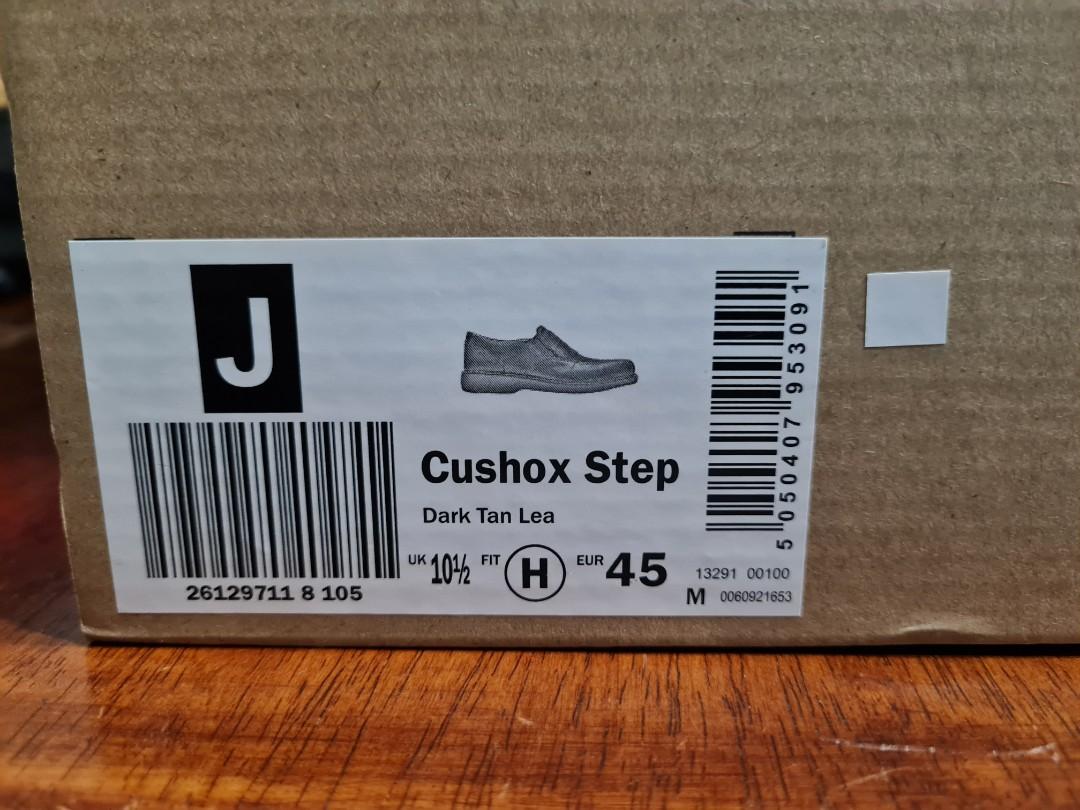 J
26129711 8 105
Cushox Step
Dark Tan Lea
UK 10½ FIT H EUR 45
5 050407 953091
13291 00100
M 0060921653